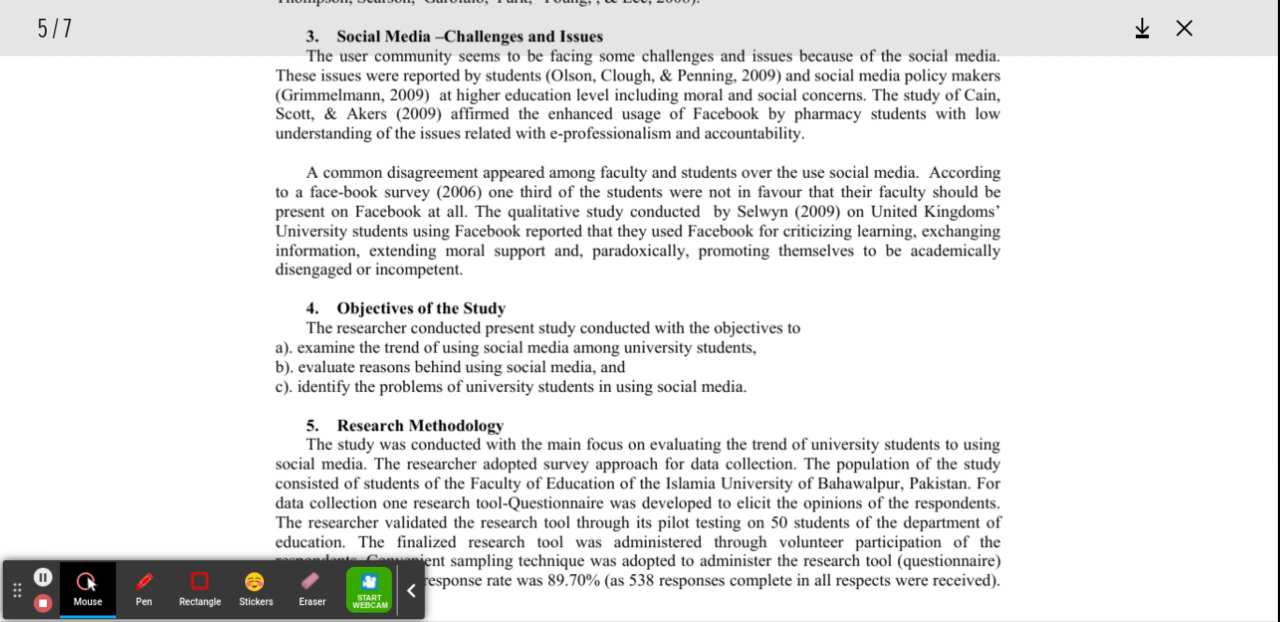 5 / 7
3. Social Media –Challenges and Issues
The user community seems to be facing some challenges and issues because of the social media.
These issues were reported by students (Olson, Clough, & Penning, 2009) and social media policy makers
(Grimmelmann, 2009) at higher education level including moral and social concerns. The study of Cain,
Scott, & Akers (2009) affirmed the enhanced usage of Facebook by pharmacy students with low
understanding of the issues related with e-professionalism and accountability.
A common disagreement appeared among faculty and students over the use social media. According
to a face-book survey (2006) one third of the students were not in favour that their faculty should be
present on Facebook at all. The qualitative study conducted by Selwyn (2009) on United Kingdoms’
University students using Facebook reported that they used Facebook for criticizing learning, exchanging
information, extending moral support and, paradoxically, promoting themselves to be academically
disengaged or incompetent.
4. Objectives of the Study
The researcher conducted present study conducted with the objectives to
a). examine the trend of using social media among university students,
b). evaluate reasons behind using social media, and
c). identify the problems of university students in using social media.
5. Research Methodology
The study was conducted with the main focus on evaluating the trend of university students to using
social media. The researcher adopted survey approach for data collection. The population of the study
consisted of students of the Faculty of Education of the Islamia University of Bahawalpur, Pakistan. For
data collection one research tool-Questionnaire was developed to elicit the opinions of the respondents.
The researcher validated the research tool through its pilot testing on 50 students of the department of
education. The finalized research tool was administered through volunteer participation of the
sampling technique was adopted to administer the research tool (questionnaire)
response rate was 89.70% (as 538 responses complete in all respects were received).
Mouse Pen Rectangle Stickers Eraser START
WEBCAM